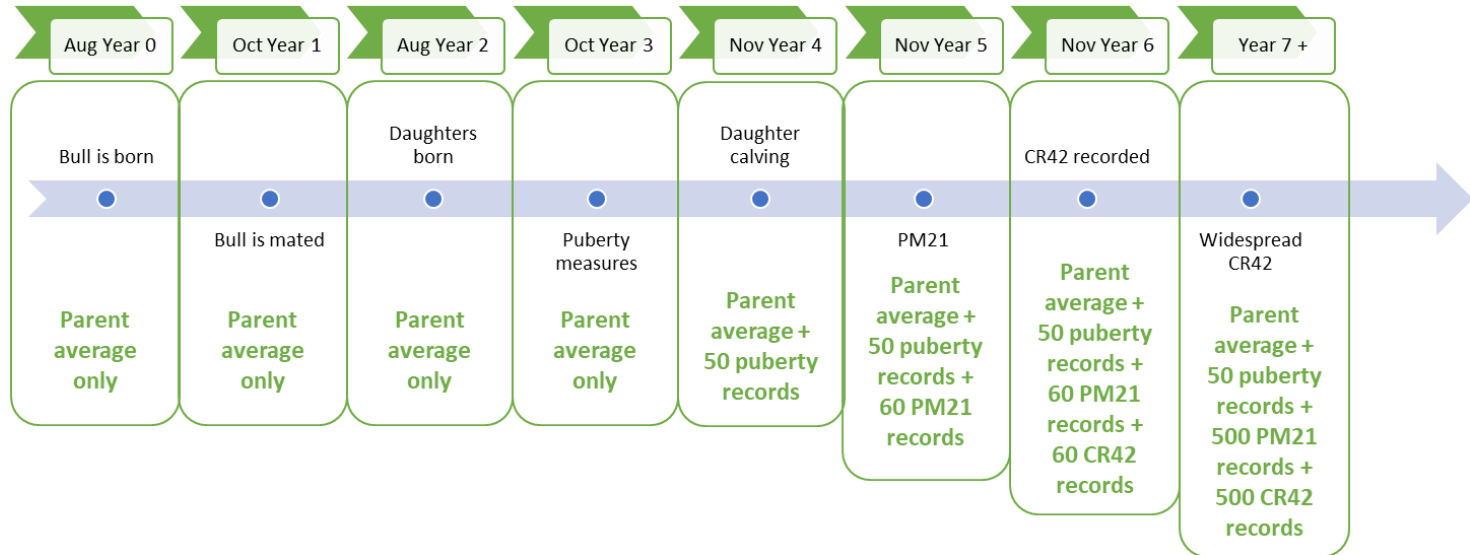 Aug Year 0
Oct Year 1
Aug Year 2
Oct Year 3
Nov Year 4
Nov Year 5
Nov Year 6
Year 7 +
Bull is born
Parent
average
only
Bull is mated
Parent
average
only
Daughters
born
Parent
average
only
Puberty
measures
Parent
average
only
Daughter
calving
Parent
average +
50 puberty
records
PM21
Parent
average +
50 puberty
records +
60 PM21
records
CR42 recorded
Parent
average +
50 puberty
records +
60 PM21
records +
60 CR42
records
Widespread
CR42
Parent
average +
50 puberty
records +
500 PM21
records +
500 CR42
records